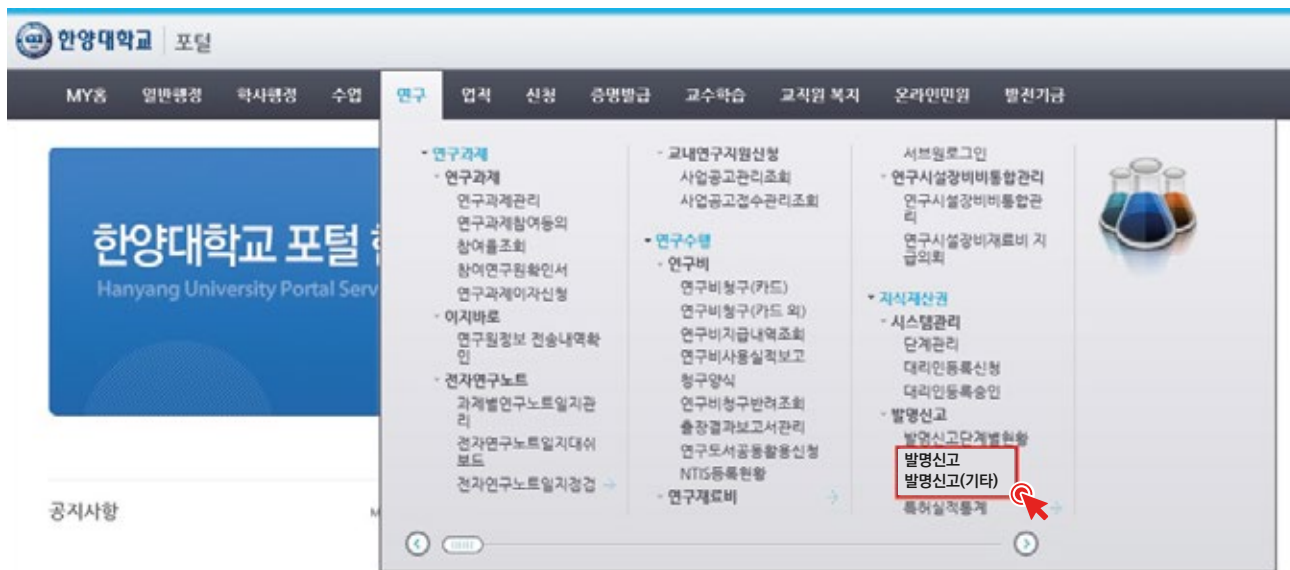 한양대학교 포털
MY홈 일반행정 학사행정 수업 연구 업적 신청 증명발급 교수학습 교직원 복지 온라인민원 발전기금
한양대학교 포털
Hanyang University Portal Serv
공지사항
연구과제
연구과제
연구과제관리
연구과제참여동의
참여율조회
참여연구원확인서
연구과제이자신청
이지바로
연구원정보 전송내역확
인
전자연구노트
과제별연구노트일지관
리
전자연구노트일지대쉬
보드
전자연구노트일지점검
교내연구지원신청
사업공고관리조회
사업공고접수관리조회
연구수행
연구비
연구비청구(카드)
연구비청구(카드 외)
연구비지급내역조회
연구비사용실적보고
청구양식
연구비청구반려조회
출장결과보고서관리
연구도서공동활용신청
NTIS등록현황
연구재료비
서브원로그인
연구시설장비비통합관리
연구시설장비비통합관
리
연구시설장비재료비 지
급의뢰
지식재산권
시스템관리
단계관리
대리인등록신청
대리인등록승인
발명신고
발명신고단계별현황
발명신고
발명신고(기타)
특허실적통계